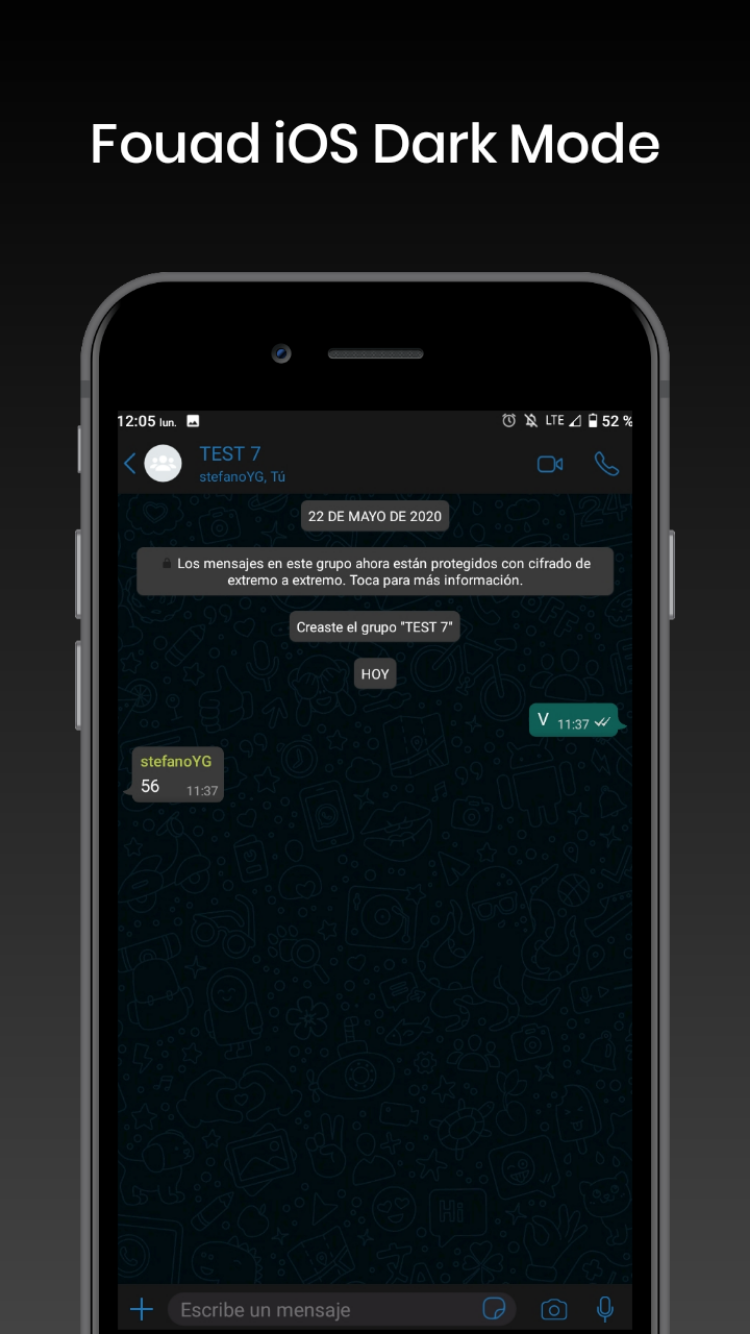 Fouad iOS Dark Mode
12:05 lun.
LTE 52 %
TEST 7
stefanoYG, Tú
22 DE MAYO DE 2020
Los mensajes en este grupo ahora están protegidos con cifrado de
extremo a extremo. Toca para más información.
Creaste el grupo "TEST 7"
HOY
V 11:37
stefanoYG
56 11:37
Hi
Escribe un mensaje